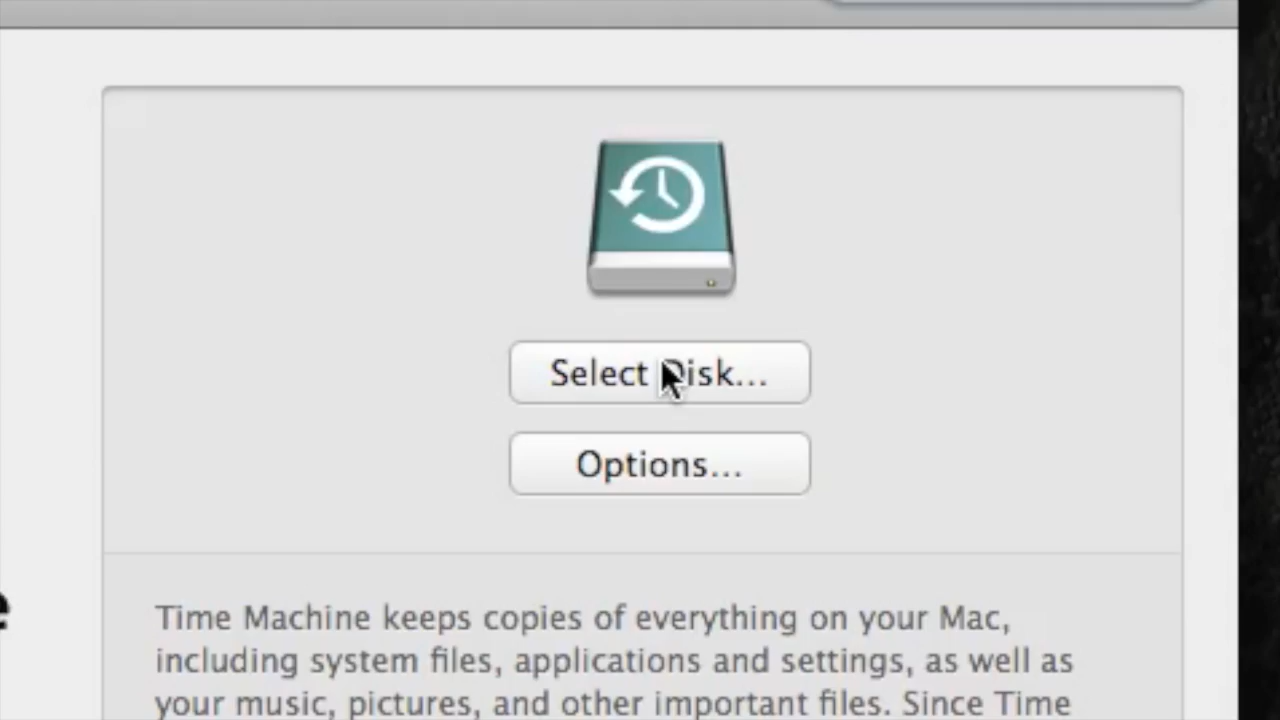 Select Disk...
Options...
Time Machine keeps copies of everything on your Mac,
including system files, applications and settings, as well as
your music, pictures, and other important files. Since Time